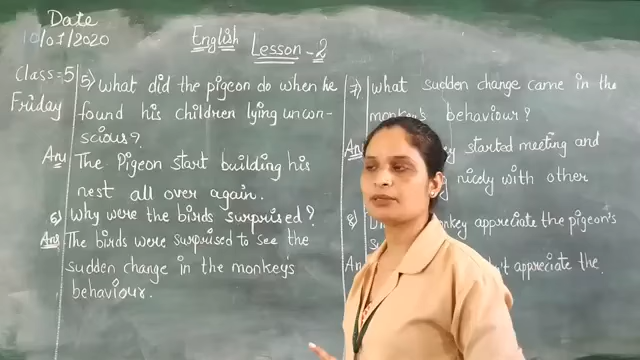 Date
10/07/2020
English Lesson - 2
Class:5
Friday
5) What did the pigeon do when he
found his children lying uncon-
scious?
Ans The Pigeon start building his
nest all over again.
6) Why were the birds surprised?
Ans The birds were surprised to see the
sudden change in the monkey's
behaviour.
7) What sudden change came in the
monkey's behaviour?
Ans started meeting and
nicely with other
8) appreciate the pigeon's
Ans appreciate the